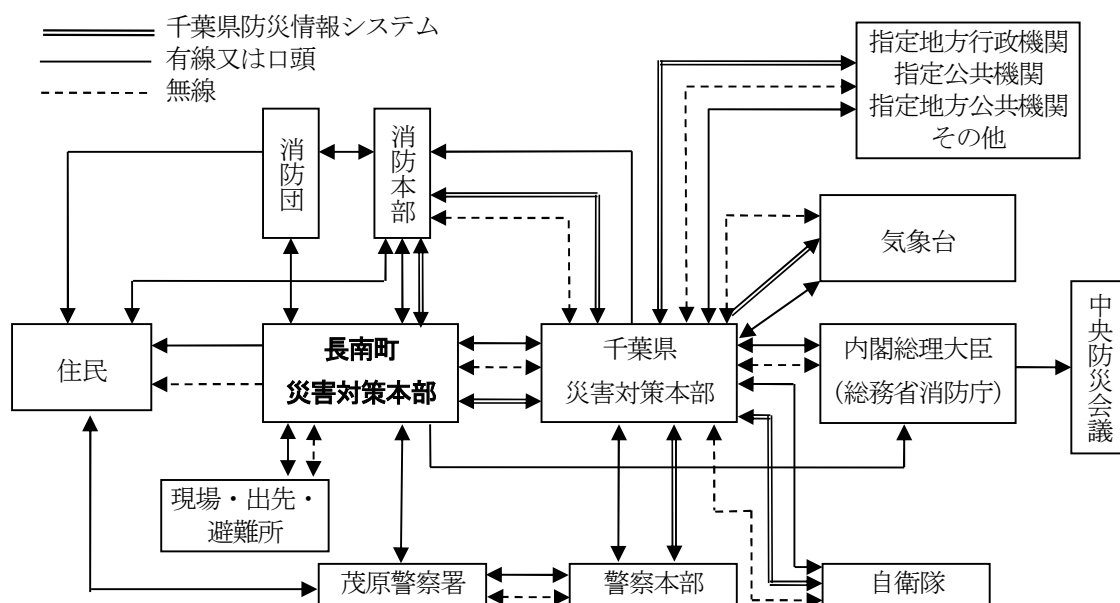 千葉県防災情報システム
有線又は口頭
無線
指定地方行政機関
指定公共機関
指定地方公共機関
その他
消防団
消防本部
気象台
住民
長南町
災害対策本部
千葉県
災害対策本部
内閣総理大臣
（総務省消防庁）
中央防災会議
現場・出先・
避難所
茂原警察署
警察本部
自衛隊